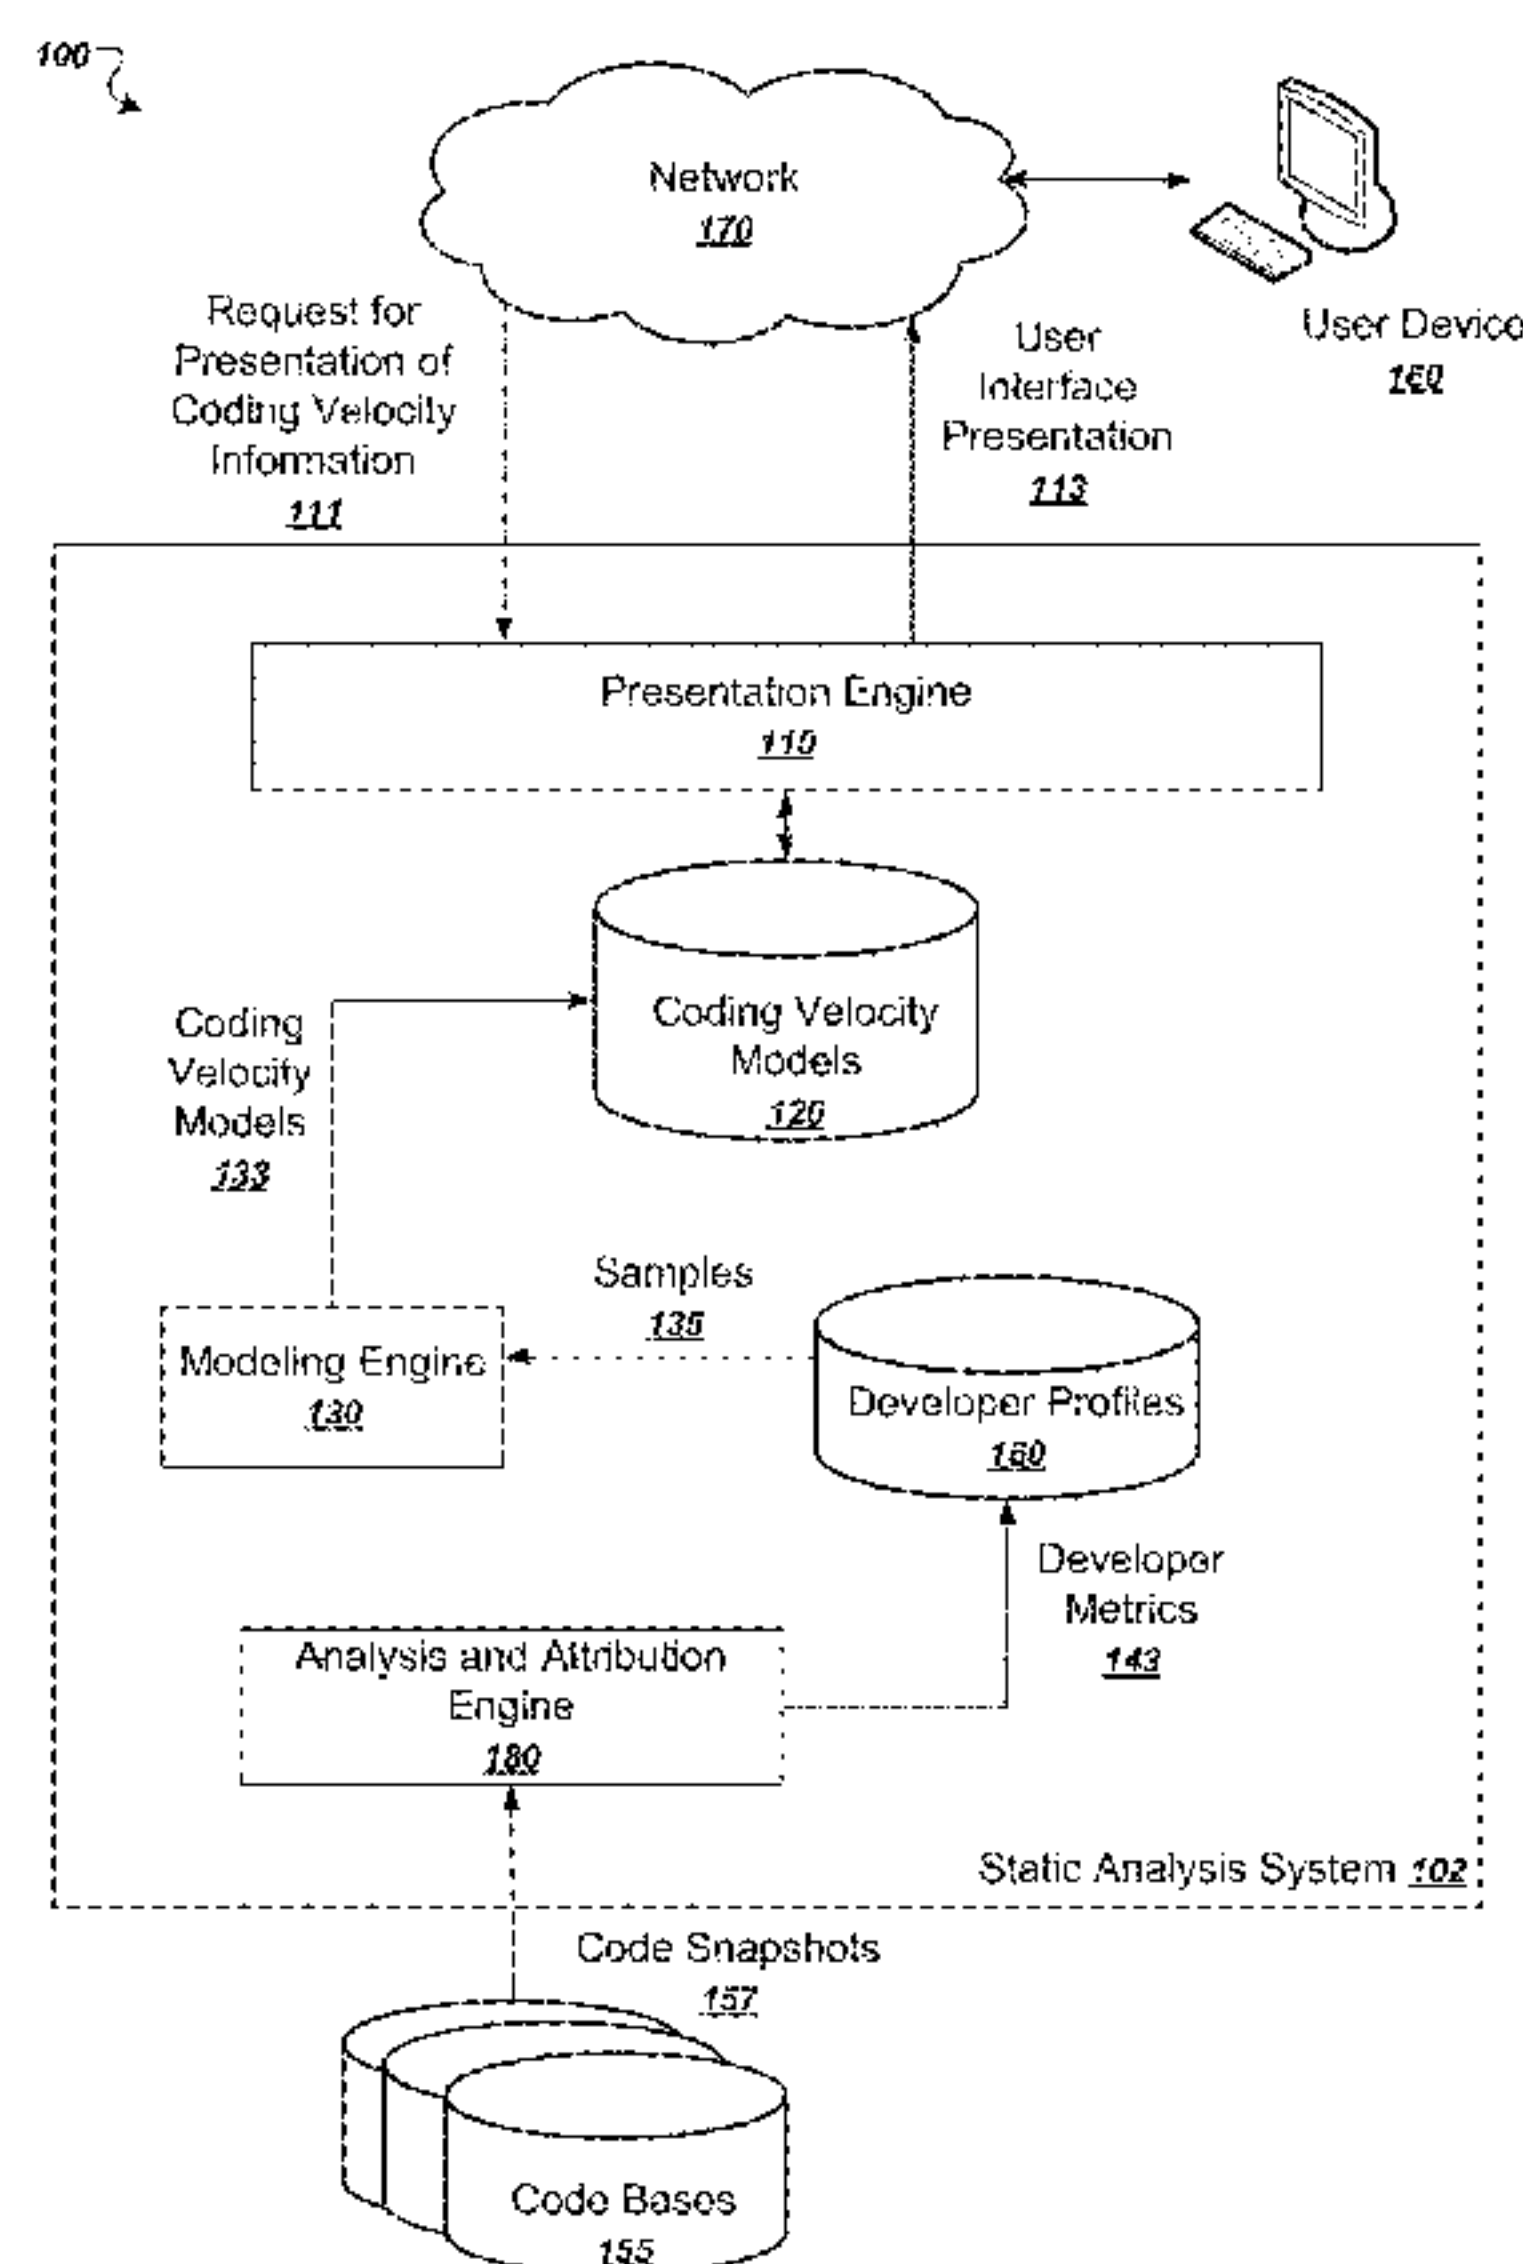 100
Network
170
Request for
Presentation of
Coding Velocity
Information
111
User
Interface
Presentation
113
User Device
160
Presentation Engine
110
Coding Velocity
Models
120
Coding
Velocity
Models
133
Samples
135
Modeling Engine
130
Developer Profiles
Developer
Metrics
143
Analysis and Attribution
Engine
180
Static Analysis System 102
Code Snapshots
157
Code Bases
155